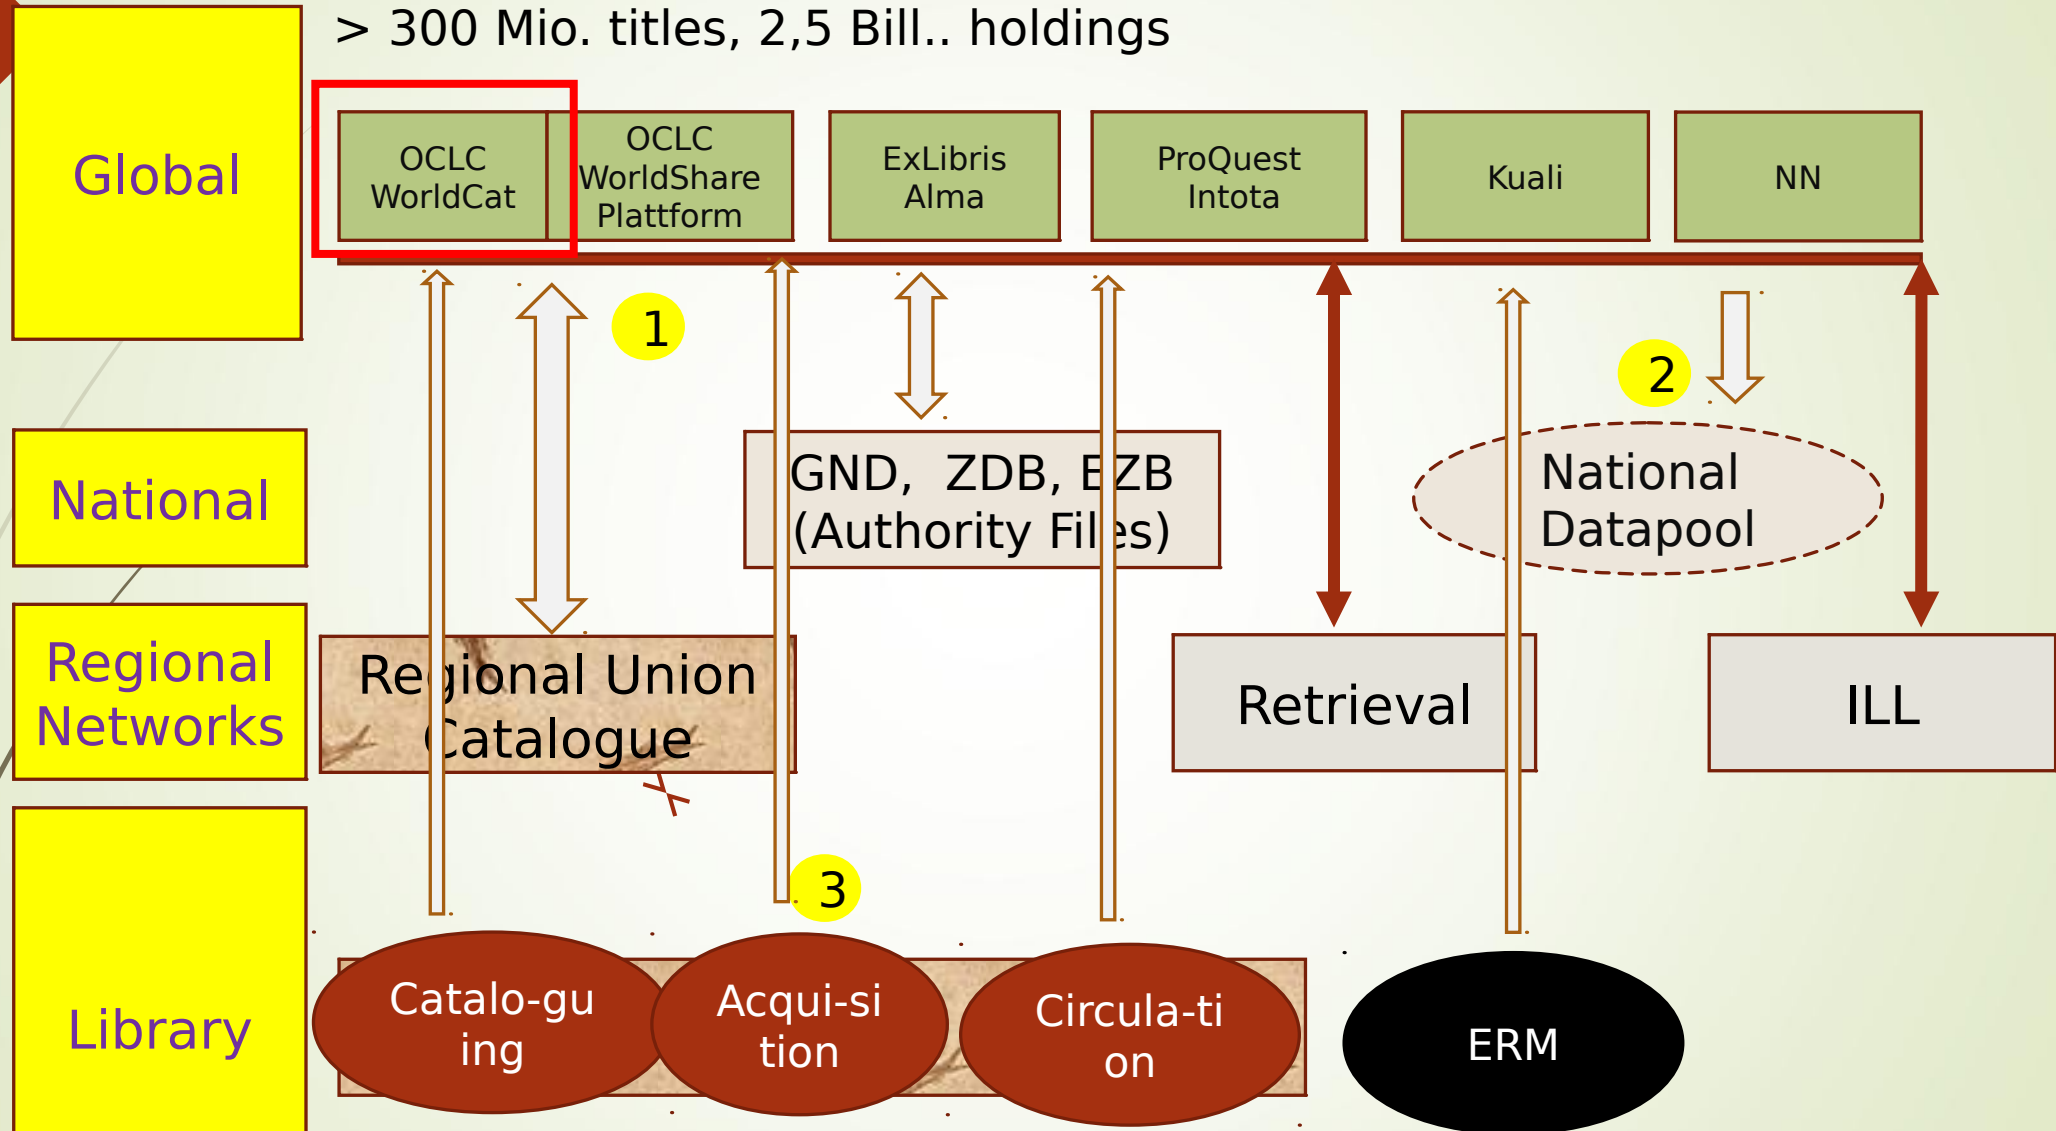 > 300 Mio. titles, 2,5 Bill.. holdings
Global
OCLC
WorldCat
OCLC
WorldShare
Plattform
ExLibris
Alma
ProQuest
Intota
Kuali
NN
1
2
National
GND,  ZDB, EZB
(Authority Files)
National
Datapool
Regional
Networks
Regional Union
Catalogue
Retrieval
ILL
X
3
Library
Catalo-gu
ing
Acqui-si
tion
Circula-ti
on
ERM